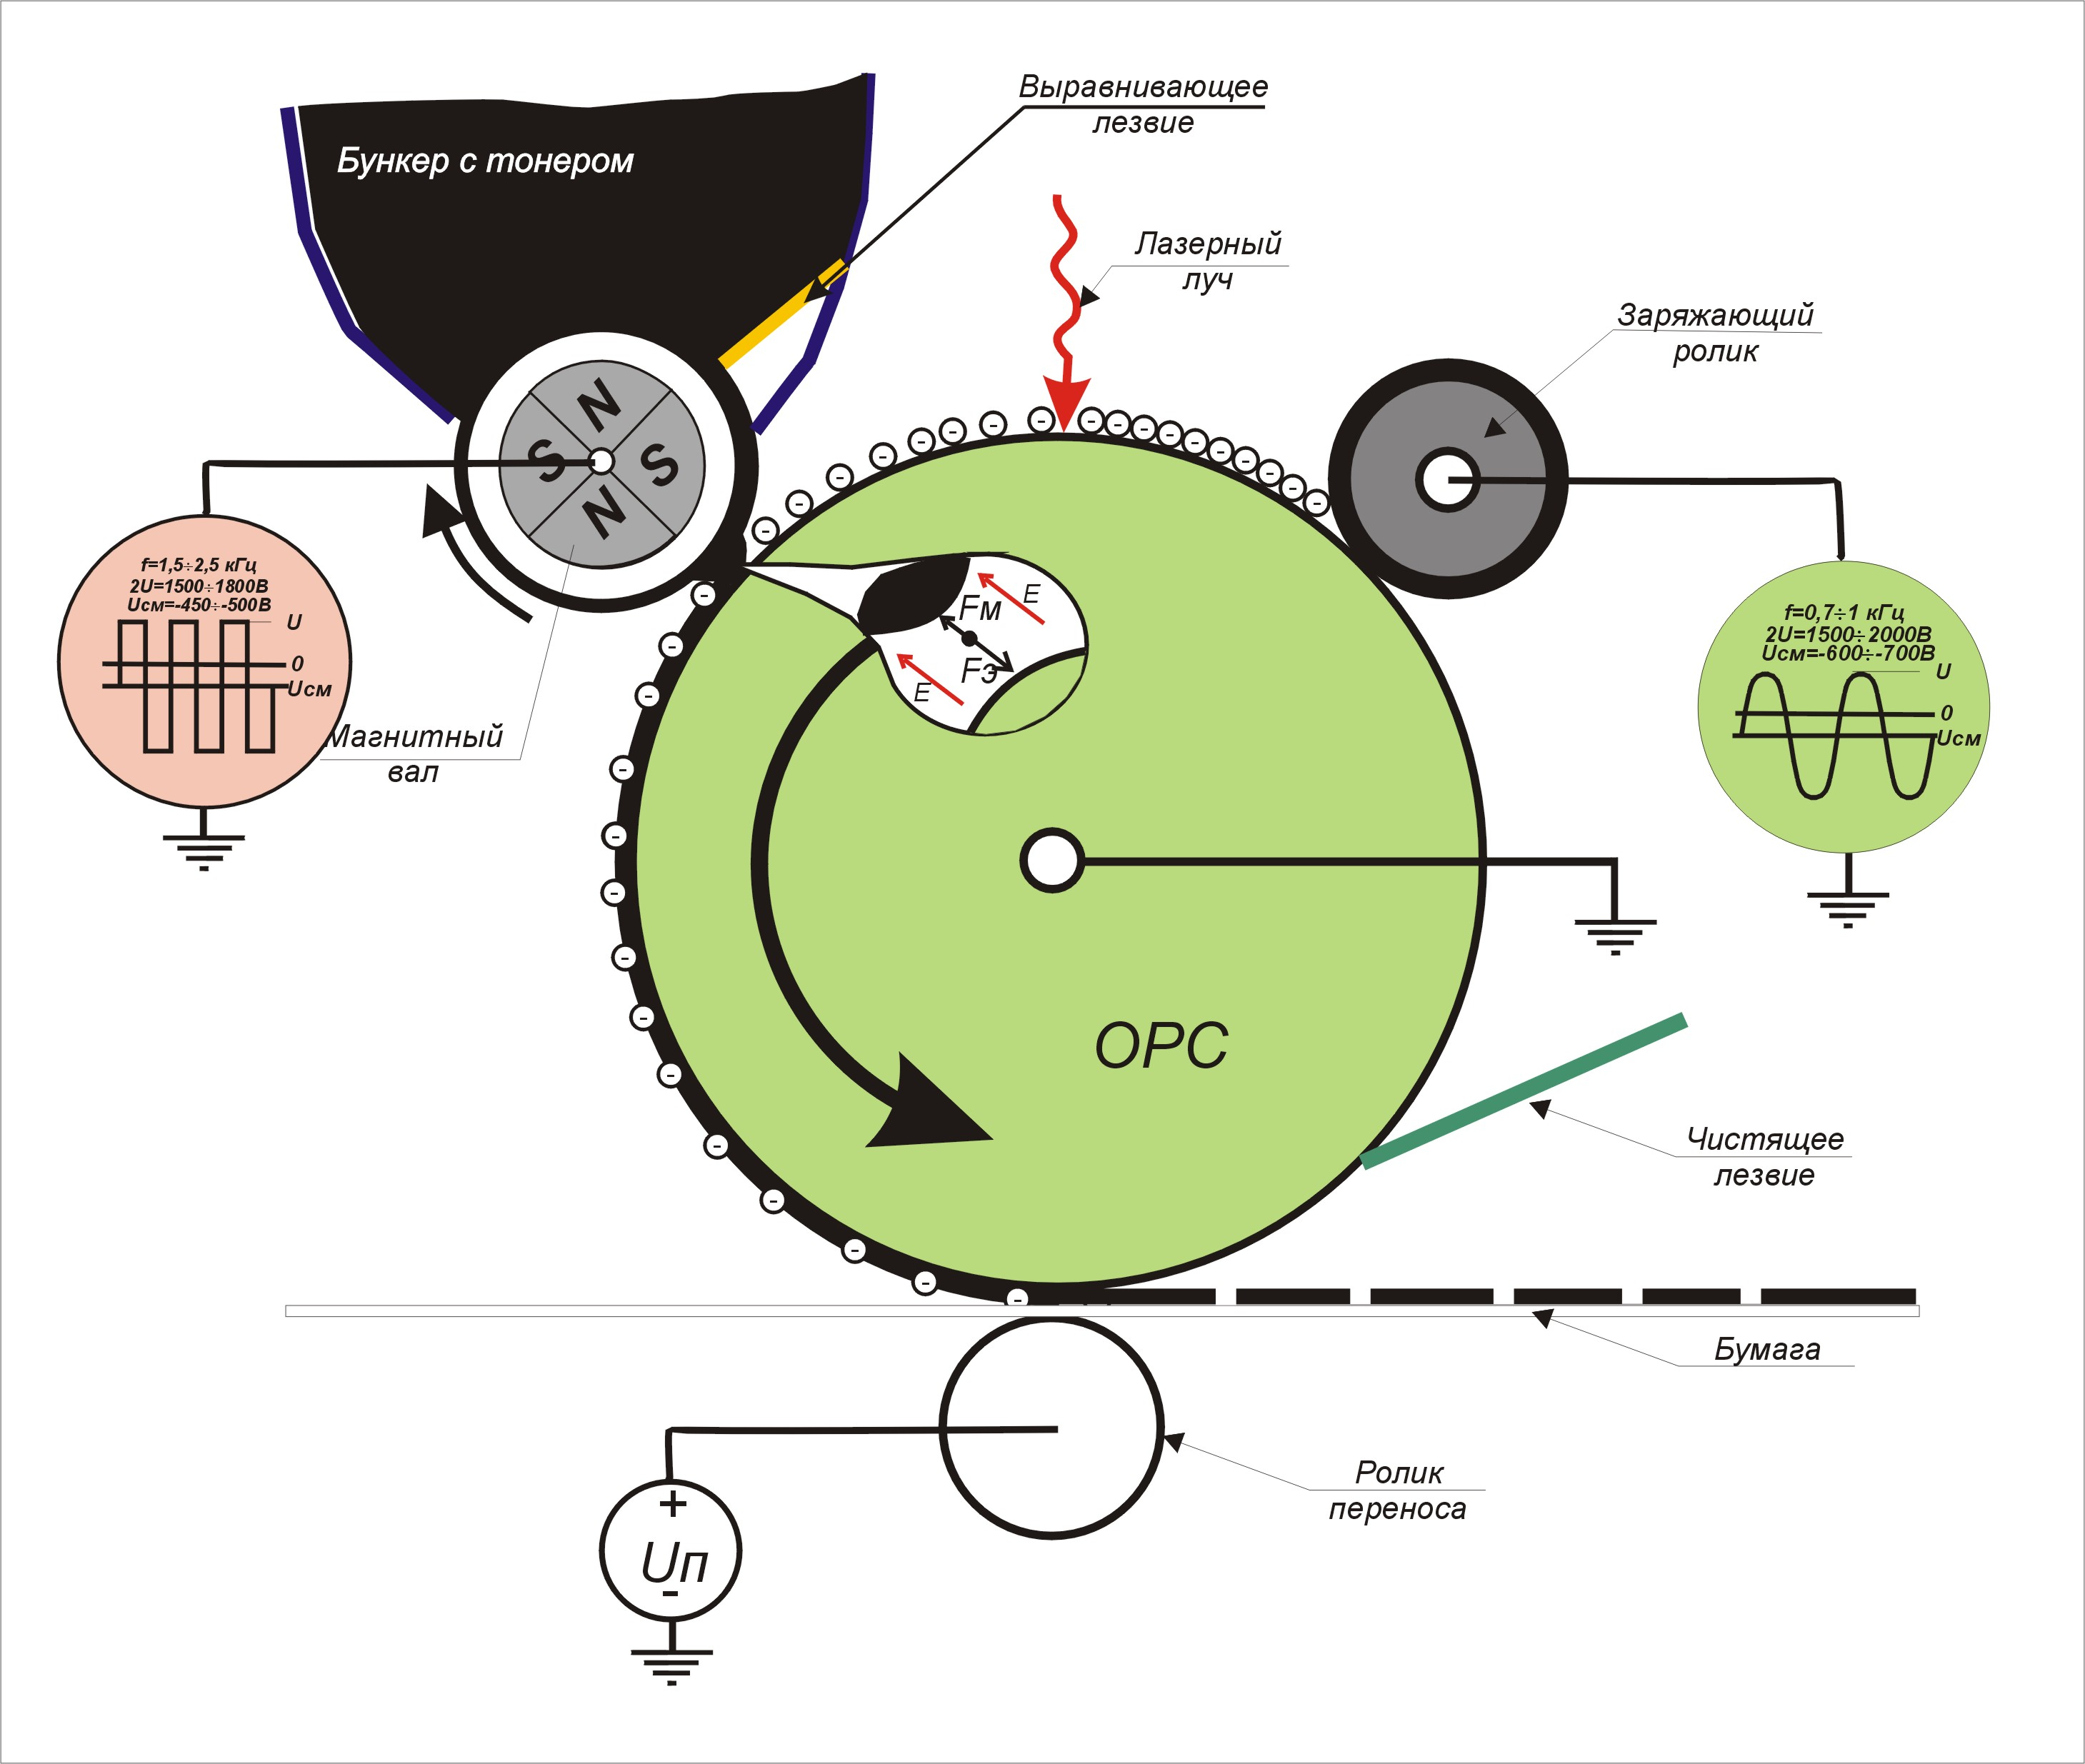 Выравнивающее
лезвие
Бункер с тонером
Лазерный
луч
Заряжающий
ролик
N
S
S
N
f=1,5÷2,5 кГц
2U=1500÷1800В
Uсм=-450÷-500В
U
0
Uсм
Магнитный
вал
Fм
E
Fэ
E
f=0,7÷1 кГц
2U=1500÷2000В
Uсм=-600÷-700В
U
0
Uсм
OPC
Чистящее
лезвие
Бумага
Ролик
переноса
+
Uп
-